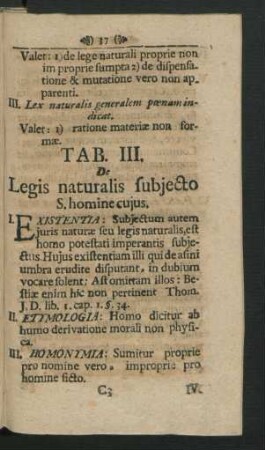 37
Valet: 1) de lege naturali proprie non
im proprie sumpta 2) de dispensa-
tione & mutatione vero non ap-
parenti.
III. Lex naturalis generalem pœnam in-
dicat.
Valet: 1) ratione materiæ non for-
mæ.
TAB. III.
De
Legis naturalis subjecto
S. homine cujus.
I. EXISTENTIA: Subjectum autem
juris naturæ seu legis naturalis, est
homo potestati imperantis subje-
ctus. Hujus existentiam illi qui de asini
umbra erudite disputant, in dubium
vocare solent; Ast omittam illos: Be-
stiæ enim hic non pertinent Thom.
J. D. lib. 1. cap. 1. §. 34.
II. ETYMOLOGIA: Homo dicitur ab
humo derivatione morali non physi-
ca.
III. HOMONYMIA: Sumitur proprie
pro nomine vero, improprie pro
homine ficto.
C3 IV.